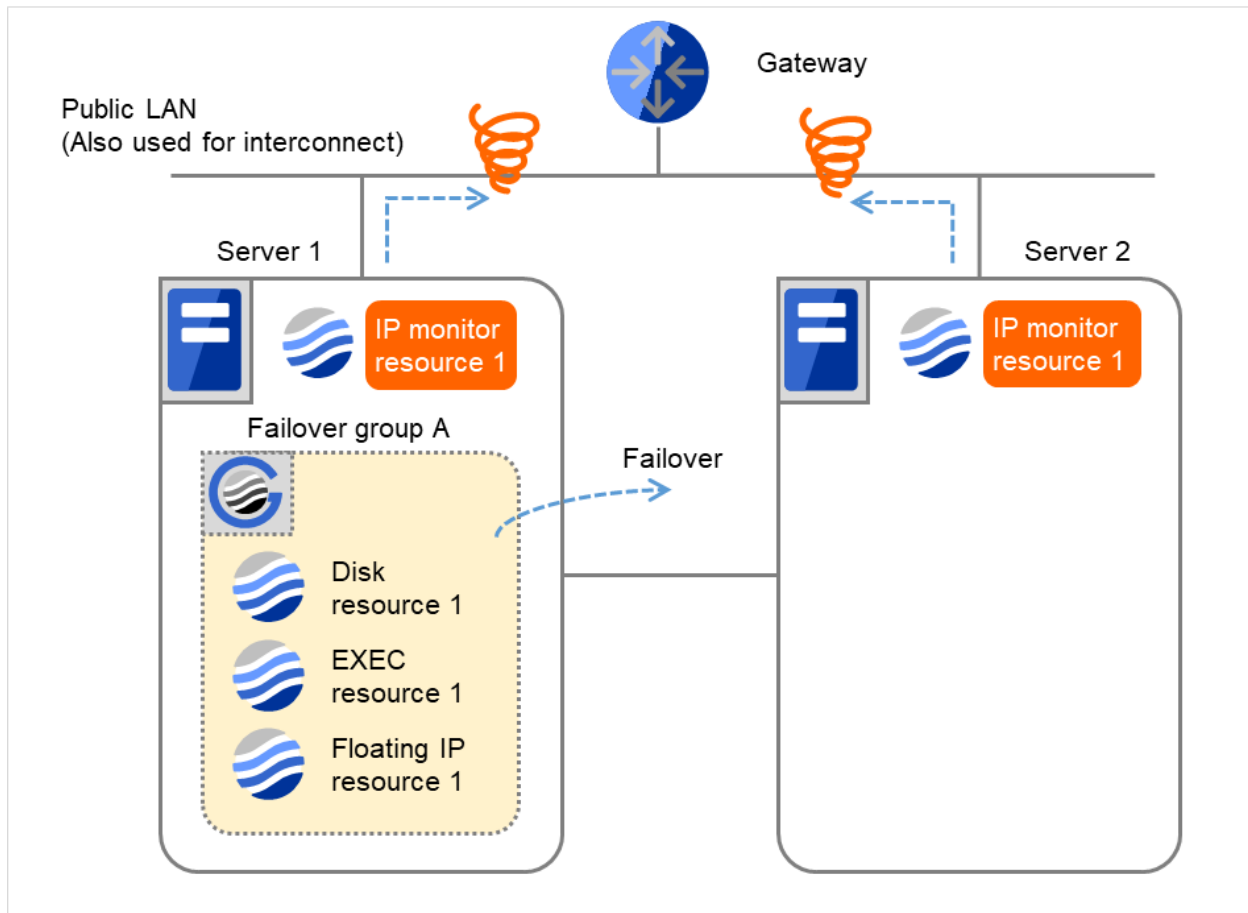 Gateway
Public LAN
(Also used for interconnect)
Server 1
Server 2
IP monitor
resource 1
IP monitor
resource 1
Failover group A
Failover
Disk
resource 1
EXEC
resource 1
Floating IP
resource 1